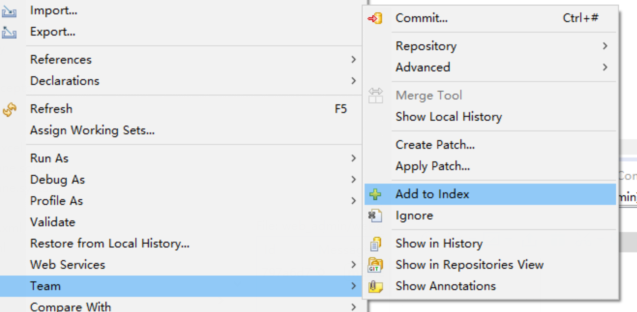 Import...
Export...
References
Declarations
Refresh F5
Assign Working Sets...
Run As
Debug As
Profile As
Validate
Restore from Local History...
Web Services
Team
Compare With
Commit... Ctrl+#
Repository
Advanced
Merge Tool
Show Local History
Create Patch...
Apply Patch...
Add to Index
Ignore
Show in History
GIT
Show in Repositories View
Show Annotations